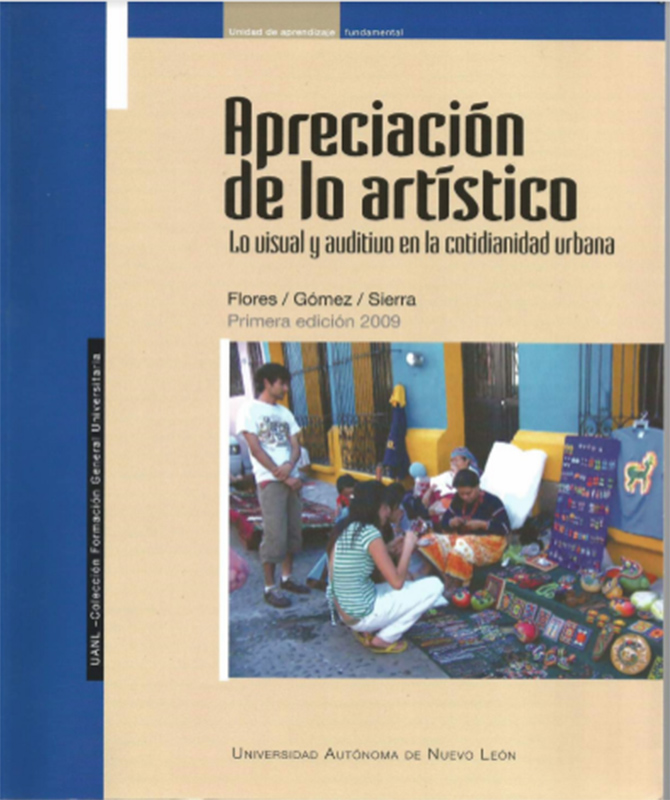 Unidad de aprendizaje fundamental
Apreciación
de lo artístico
Lo visual y auditivo en la cotidianidad urbana
Flores / Gómez / Sierra
Primera edición 2009
UANL -Colección Formación General Universitaria
UNIVERSIDAD AUTÓNOMA DE NUEVO LEÓN